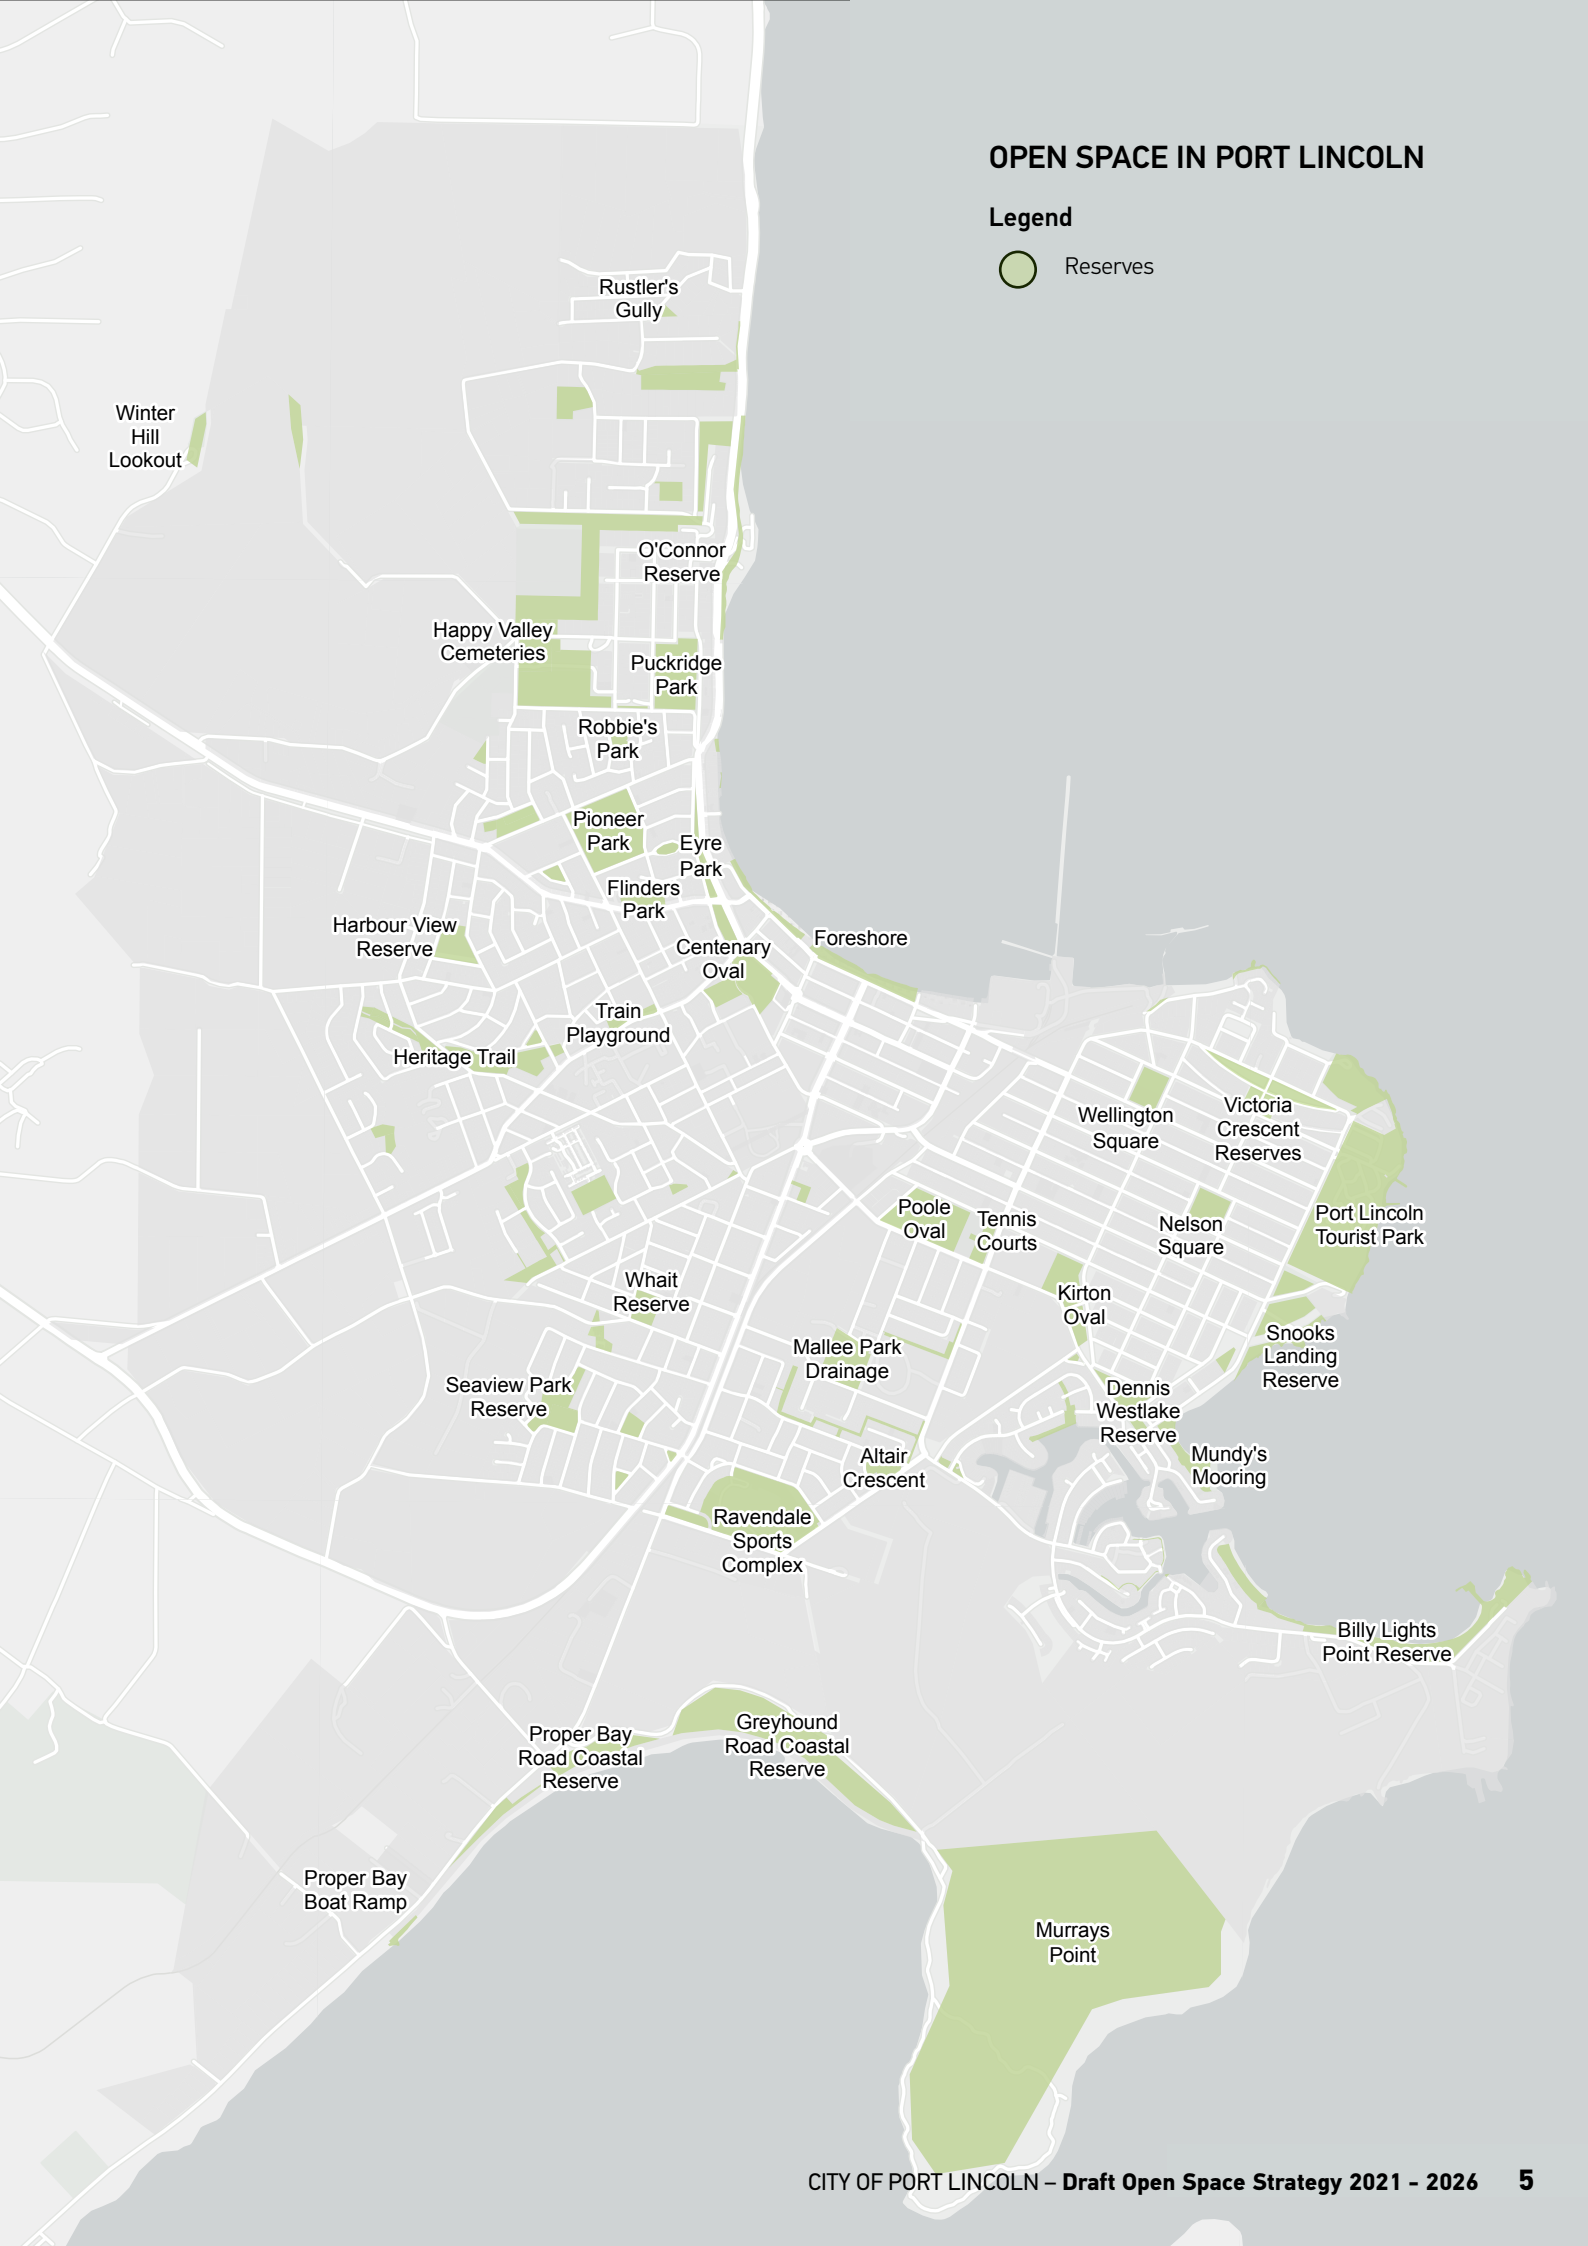 OPEN SPACE IN PORT LINCOLN
Legend
Reserves
Rustler's
Gully
Winter
Hill
Lookout
O'Connor
Reserve
Happy Valley
Cemeteries
Puckridge
Park
Robbie's
Park
Pioneer
Park
Eyre
Park
Flinders
Park
Harbour View
Reserve
Centenary
Oval
Foreshore
Train
Playground
Heritage Trail
Wellington
Square
Victoria
Crescent
Reserves
Poole
Oval
Tennis
Courts
Nelson
Square
Port Lincoln
Tourist Park
Whait
Reserve
Kirton
Oval
Mallee Park
Drainage
Snooks
Landing
Reserve
Seaview Park
Reserve
Dennis
Westlake
Reserve
Altair
Crescent
Mundy's
Mooring
Ravendale
Sports
Complex
Billy Lights
Point Reserve
Proper Bay
Road Coastal
Reserve
Greyhound
Road Coastal
Reserve
Proper Bay
Boat Ramp
Murrays
Point
CITY OF PORT LINCOLN – Draft Open Space Strategy 2021 - 2026 5